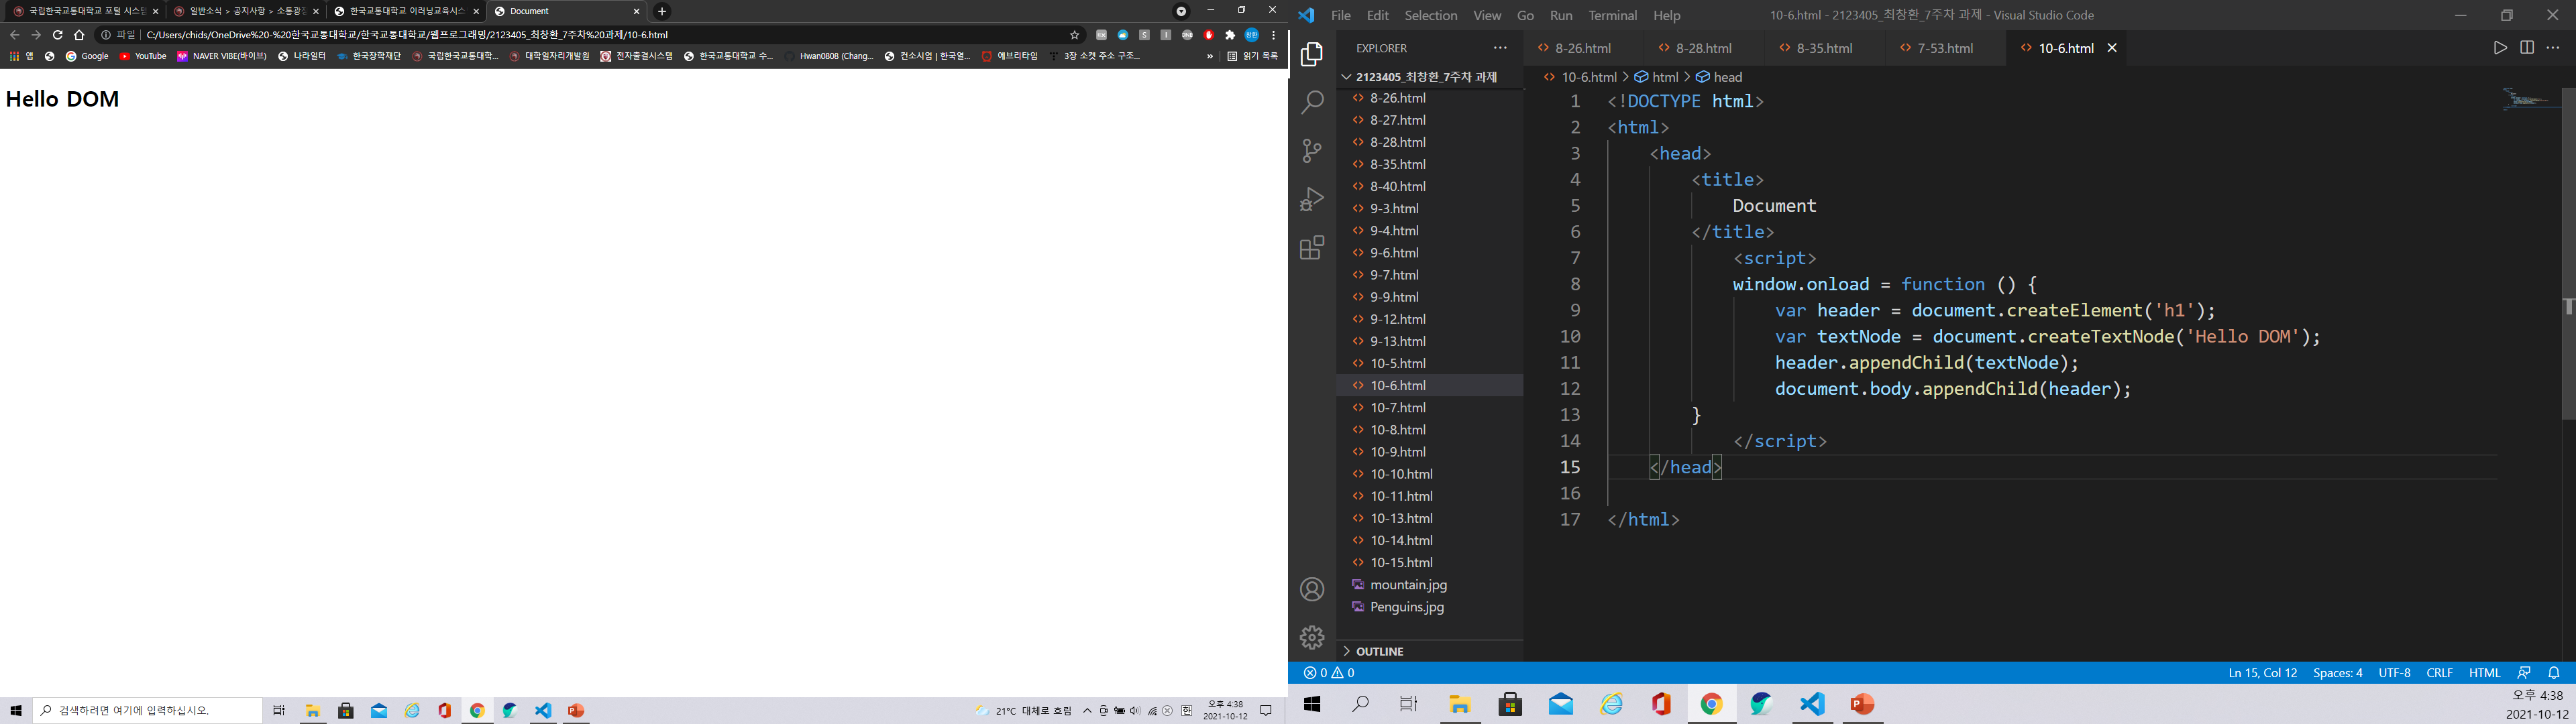 국립한국교통대학교 포털 시스템
일반소식 > 공지사항 > 소통광장
한국교통대학교 이러닝교육시스
Document
파일 | C:/Users/chids/OneDrive%20-%20한국교통대학교/한국교통대학교/웹프로그래밍/2123405_최창환_7주차%20과제/10-6.html
앱
Google
YouTube
NAVER VIBE(바이브)
나라일터
한국장학재단
국립한국교통대학...
대학일자리개발원
전자출결시스템
한국교통대학교 수...
Hwan0808 (Chang...
컨소시엄 | 한국열...
에브리타임
3장 소켓 주소 구조...
»
읽기 목록
Hello DOM
검색하려면 여기에 입력하십시오.
21°C 대체로 흐림
오후 4:38
2021-10-12
File Edit Selection View Go Run Terminal Help
10-6.html - 2123405_최창환_7주차 과제 - Visual Studio Code
EXPLORER
2123405_최창환_7주차 과제
8-26.html
8-27.html
8-28.html
8-35.html
8-40.html
9-3.html
9-4.html
9-6.html
9-7.html
9-9.html
9-12.html
9-13.html
10-5.html
10-6.html
10-7.html
10-8.html
10-9.html
10-10.html
10-11.html
10-13.html
10-14.html
10-15.html
mountain.jpg
Penguins.jpg
OUTLINE
8-26.html 8-28.html 8-35.html 7-53.html 10-6.html
10-6.html > html > head
1 <!DOCTYPE html>
2 <html>
3 <head>
4 <title>
5 Document
6 </title>
7 <script>
8 window.onload = function () {
9 var header = document.createElement('h1');
10 var textNode = document.createTextNode('Hello DOM');
11 header.appendChild(textNode);
12 document.body.appendChild(header);
13 }
14 </script>
15 </head>
16
17 </html>
0 0
Ln 15, Col 12 Spaces: 4 UTF-8 CRLF HTML
오후 4:38
2021-10-12